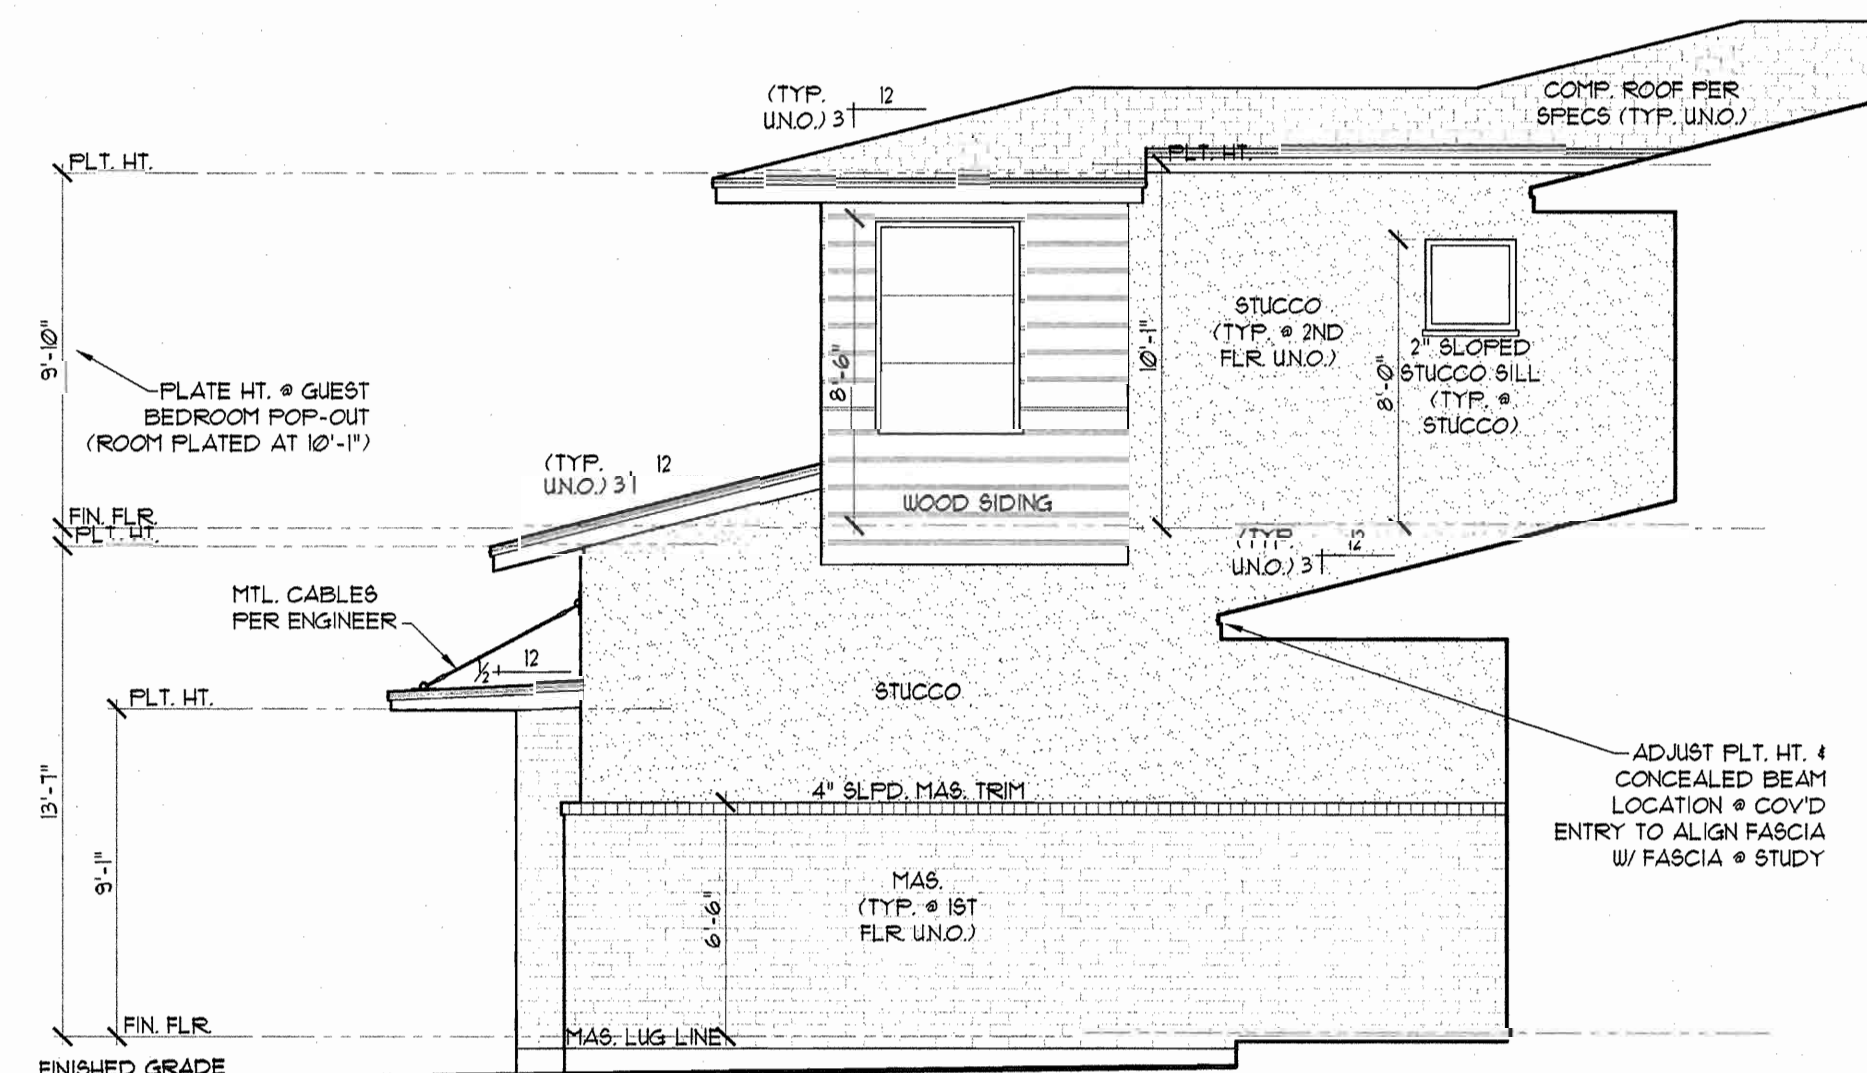 (TYP.
U.N.O.) 3
12
COMP. ROOF PER
SPECS (TYP. U.N.O.)
PLT. HT.
PLT. HT.
9'-10"
PLATE HT. @ GUEST
BEDROOM POP-OUT
(ROOM PLATED AT 10'-1")
8'-6"
10'-1"
STUCCO
(TYP. @ 2ND
FLR. U.N.O.)
8'-0"
2" SLOPED
STUCCO SILL
(TYP. @
STUCCO)
(TYP.
U.N.O.) 3
12
WOOD SIDING
FIN. FLR.
PLT. HT.
(TYP.
U.N.O.) 3
12
MTL. CABLES
PER ENGINEER
1/2
12
PLT. HT.
STUCCO
ADJUST PLT. HT. &
CONCEALED BEAM
LOCATION @ COV'D
ENTRY TO ALIGN FASCIA
W/ FASCIA @ STUDY
13'-7"
4" SLPD. MAS. TRIM
9'-1"
6'-6"
MAS.
(TYP. @ 1ST
FLR. U.N.O.)
FIN. FLR.
MAS. LUG LINE
FINISHED GRADE